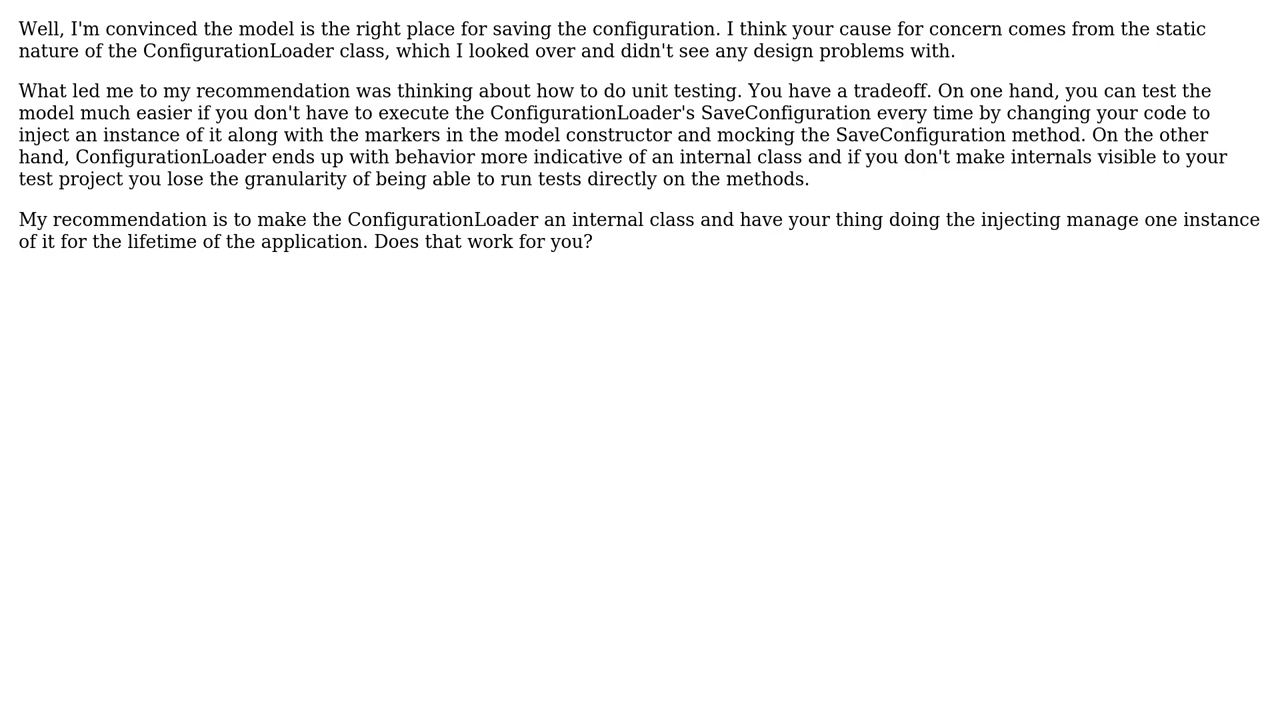 Well, I'm convinced the model is the right place for saving the configuration. I think your cause for concern comes from the static
nature of the ConfigurationLoader class, which I looked over and didn't see any design problems with.
What led me to my recommendation was thinking about how to do unit testing. You have a tradeoff. On one hand, you can test the
model much easier if you don't have to execute the ConfigurationLoader's SaveConfiguration every time by changing your code to
inject an instance of it along with the markers in the model constructor and mocking the SaveConfiguration method. On the other
hand, ConfigurationLoader ends up with behavior more indicative of an internal class and if you don't make internals visible to your
test project you lose the granularity of being able to run tests directly on the methods.
My recommendation is to make the ConfigurationLoader an internal class and have your thing doing the injecting manage one instance
of it for the lifetime of the application. Does that work for you?